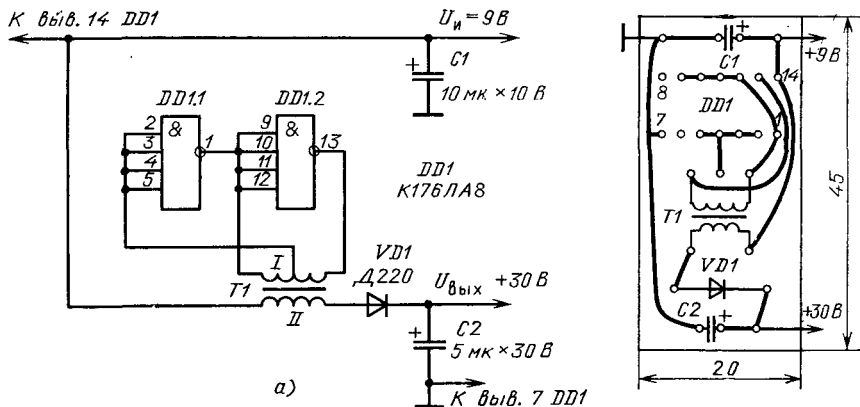 К выв. 14 DD1
Uи = 9 В
+ C1
10 мк × 10 В
DD1.1
DD1.2
2 & 1
3
4
5
9 & 13
10
11
12
DD1
К176ЛА8
I
T1
II
VD1
Д220
Uвых +30 В
+ C2
5 мк × 30 В
а)
К выв. 7 DD1
+
C1
+9В
14
8
DD1
7
1
T1
VD1
C2
+
+30В
45
20